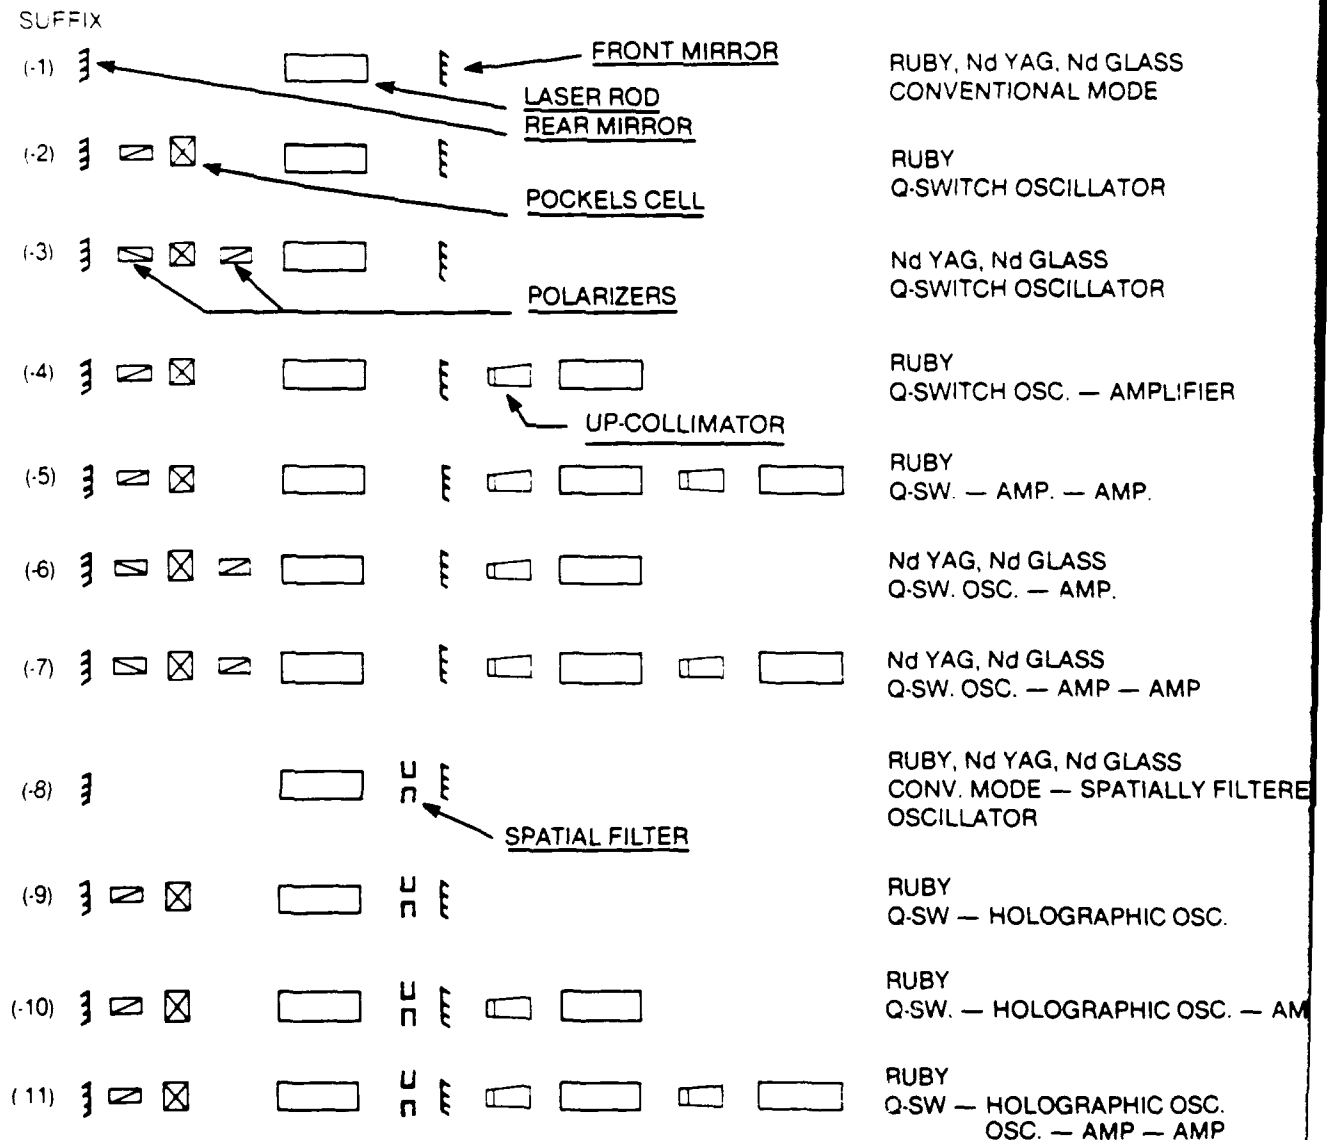 SUFFIX
(-1) FRONT MIRROR RUBY, Nd YAG, Nd GLASS
CONVENTIONAL MODE
LASER ROD
REAR MIRROR
(-2) RUBY
Q-SWITCH OSCILLATOR
POCKELS CELL
(-3) Nd YAG, Nd GLASS
Q-SWITCH OSCILLATOR
POLARIZERS
(-4) RUBY
Q-SWITCH OSC. — AMPLIFIER
UP-COLLIMATOR
(-5) RUBY
Q-SW. — AMP. — AMP.
(-6) Nd YAG, Nd GLASS
Q-SW. OSC. — AMP.
(-7) Nd YAG, Nd GLASS
Q-SW. OSC. — AMP — AMP
(-8) RUBY, Nd YAG, Nd GLASS
CONV. MODE — SPATIALLY FILTERE
OSCILLATOR
SPATIAL FILTER
(-9) RUBY
Q-SW — HOLOGRAPHIC OSC.
(-10) RUBY
Q-SW. — HOLOGRAPHIC OSC. — AM
(11) RUBY
Q-SW — HOLOGRAPHIC OSC.
OSC. — AMP — AMP